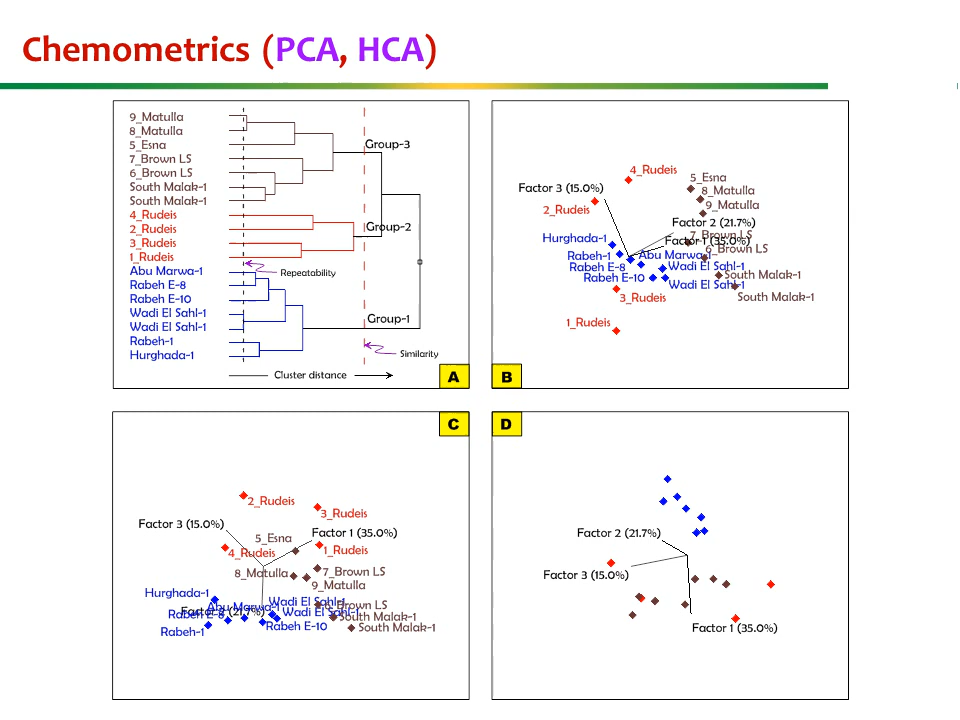 Chemometrics (PCA, HCA)
9_Matulla
8_Matulla
5_Esna
7_Brown LS
6_Brown LS
South Malak-1
South Malak-1
4_Rudeis
2_Rudeis
3_Rudeis
1_Rudeis
Abu Marwa-1
Rabeh E-8
Rabeh E-10
Wadi El Sahl-1
Wadi El Sahl-1
Rabeh-1
Hurghada-1
Group-3
Group-2
Repeatability
Group-1
Similarity
Cluster distance
A
4_Rudeis
5_Esna
Factor 3 (15.0%)
8_Matulla
2_Rudeis
9_Matulla
Factor 2 (21.7%)
Hurghada-1
7_Brown LS
Factor 1 (35.0%)
6_Brown LS
Rabeh-1
Abu Marwa-1
Rabeh E-8
Wadi El Sahl-1
Rabeh E-10
South Malak-1
Wadi El Sahl-1
3_Rudeis
South Malak-1
1_Rudeis
B
C
2_Rudeis
3_Rudeis
Factor 3 (15.0%)
Factor 1 (35.0%)
5_Esna
4_Rudeis
1_Rudeis
8_Matulla
7_Brown LS
9_Matulla
Hurghada-1
Wadi El Sahl-1
6_Brown LS
Abu Marwa-1
Factor 2 (21.7%)
Wadi El Sahl-1
Rabeh E-8
South Malak-1
Rabeh-1
Rabeh E-10
South Malak-1
D
Factor 2 (21.7%)
Factor 3 (15.0%)
Factor 1 (35.0%)